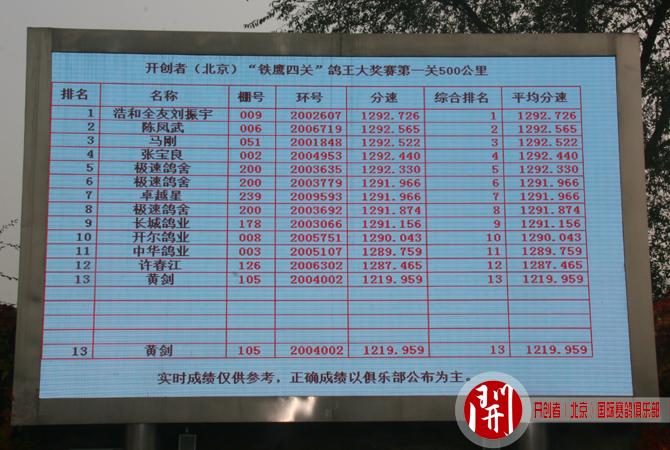 开创者（北京）“铁鹰四关”鸽王大奖赛第一关500公里
排名 名称 棚号 环号 分速 综合排名 平均分速
1 浩和全友刘振宇 009 2002607 1292.726 1 1292.726
2 陈凤武 006 2006719 1292.565 2 1292.565
3 马刚 051 2001848 1292.522 3 1292.522
4 张宝良 002 2004953 1292.440 4 1292.440
5 极速鸽舍 200 2003635 1292.330 5 1292.330
6 极速鸽舍 200 2003779 1291.966 6 1291.966
7 卓越星 239 2009593 1291.966 7 1291.966
8 极速鸽舍 200 2003692 1291.874 8 1291.874
9 长城鸽业 178 2003066 1291.156 9 1291.156
10 开尔鸽业 008 2005751 1290.043 10 1290.043
11 中华鸽业 003 2005107 1289.759 11 1289.759
12 许春江 126 2006302 1287.465 12 1287.465
13 黄剑 105 2004002 1219.959 13 1219.959
13 黄剑 105 2004002 1219.959 13 1219.959
实时成绩仅供参考，正确成绩以俱乐部公布为主。
開
开创者 | 北京 | 国际赛鸽俱乐部